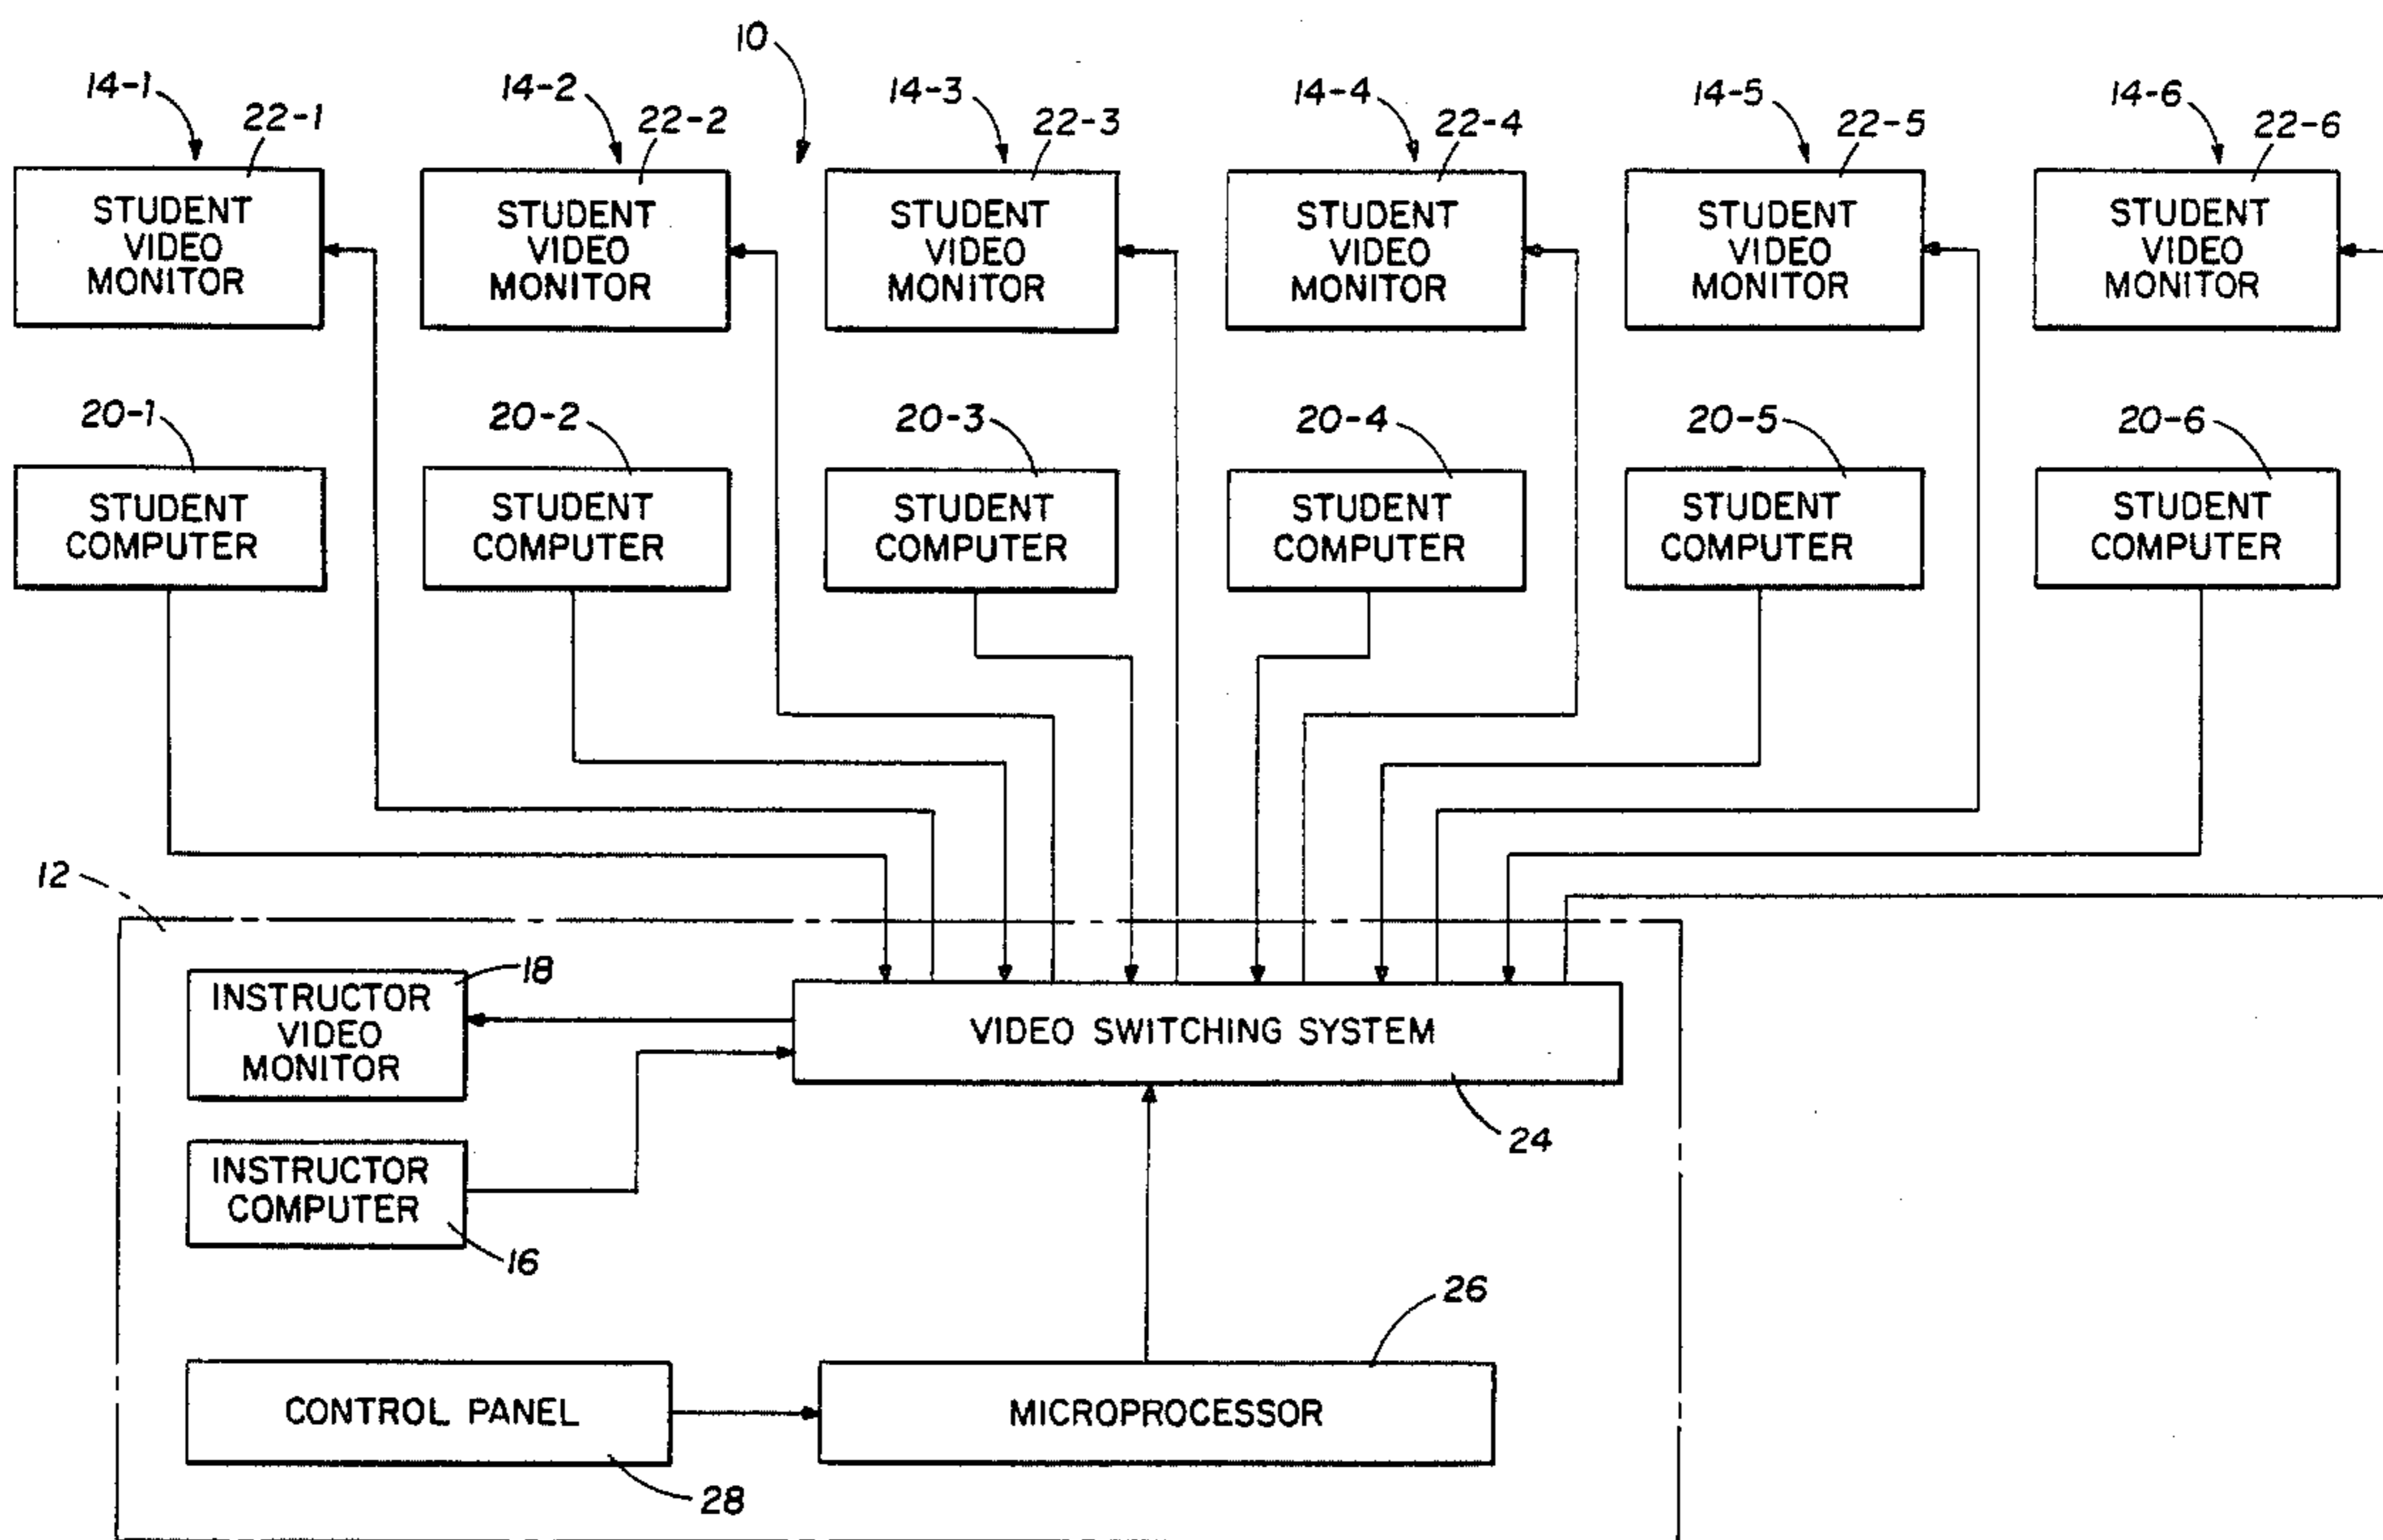 10
14-1
22-1
14-2
22-2
14-3
22-3
14-4
22-4
14-5
22-5
14-6
22-6
STUDENT
VIDEO
MONITOR
STUDENT
VIDEO
MONITOR
STUDENT
VIDEO
MONITOR
STUDENT
VIDEO
MONITOR
STUDENT
VIDEO
MONITOR
STUDENT
VIDEO
MONITOR
20-1
20-2
20-3
20-4
20-5
20-6
STUDENT
COMPUTER
STUDENT
COMPUTER
STUDENT
COMPUTER
STUDENT
COMPUTER
STUDENT
COMPUTER
STUDENT
COMPUTER
12
18
INSTRUCTOR
VIDEO
MONITOR
VIDEO SWITCHING SYSTEM
24
INSTRUCTOR
COMPUTER
16
26
CONTROL PANEL
MICROPROCESSOR
28